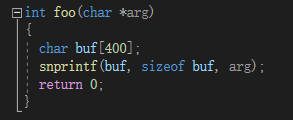 int foo(char *arg)
{
  char buf[400];
  snprintf(buf, sizeof buf, arg);
  return 0;
}